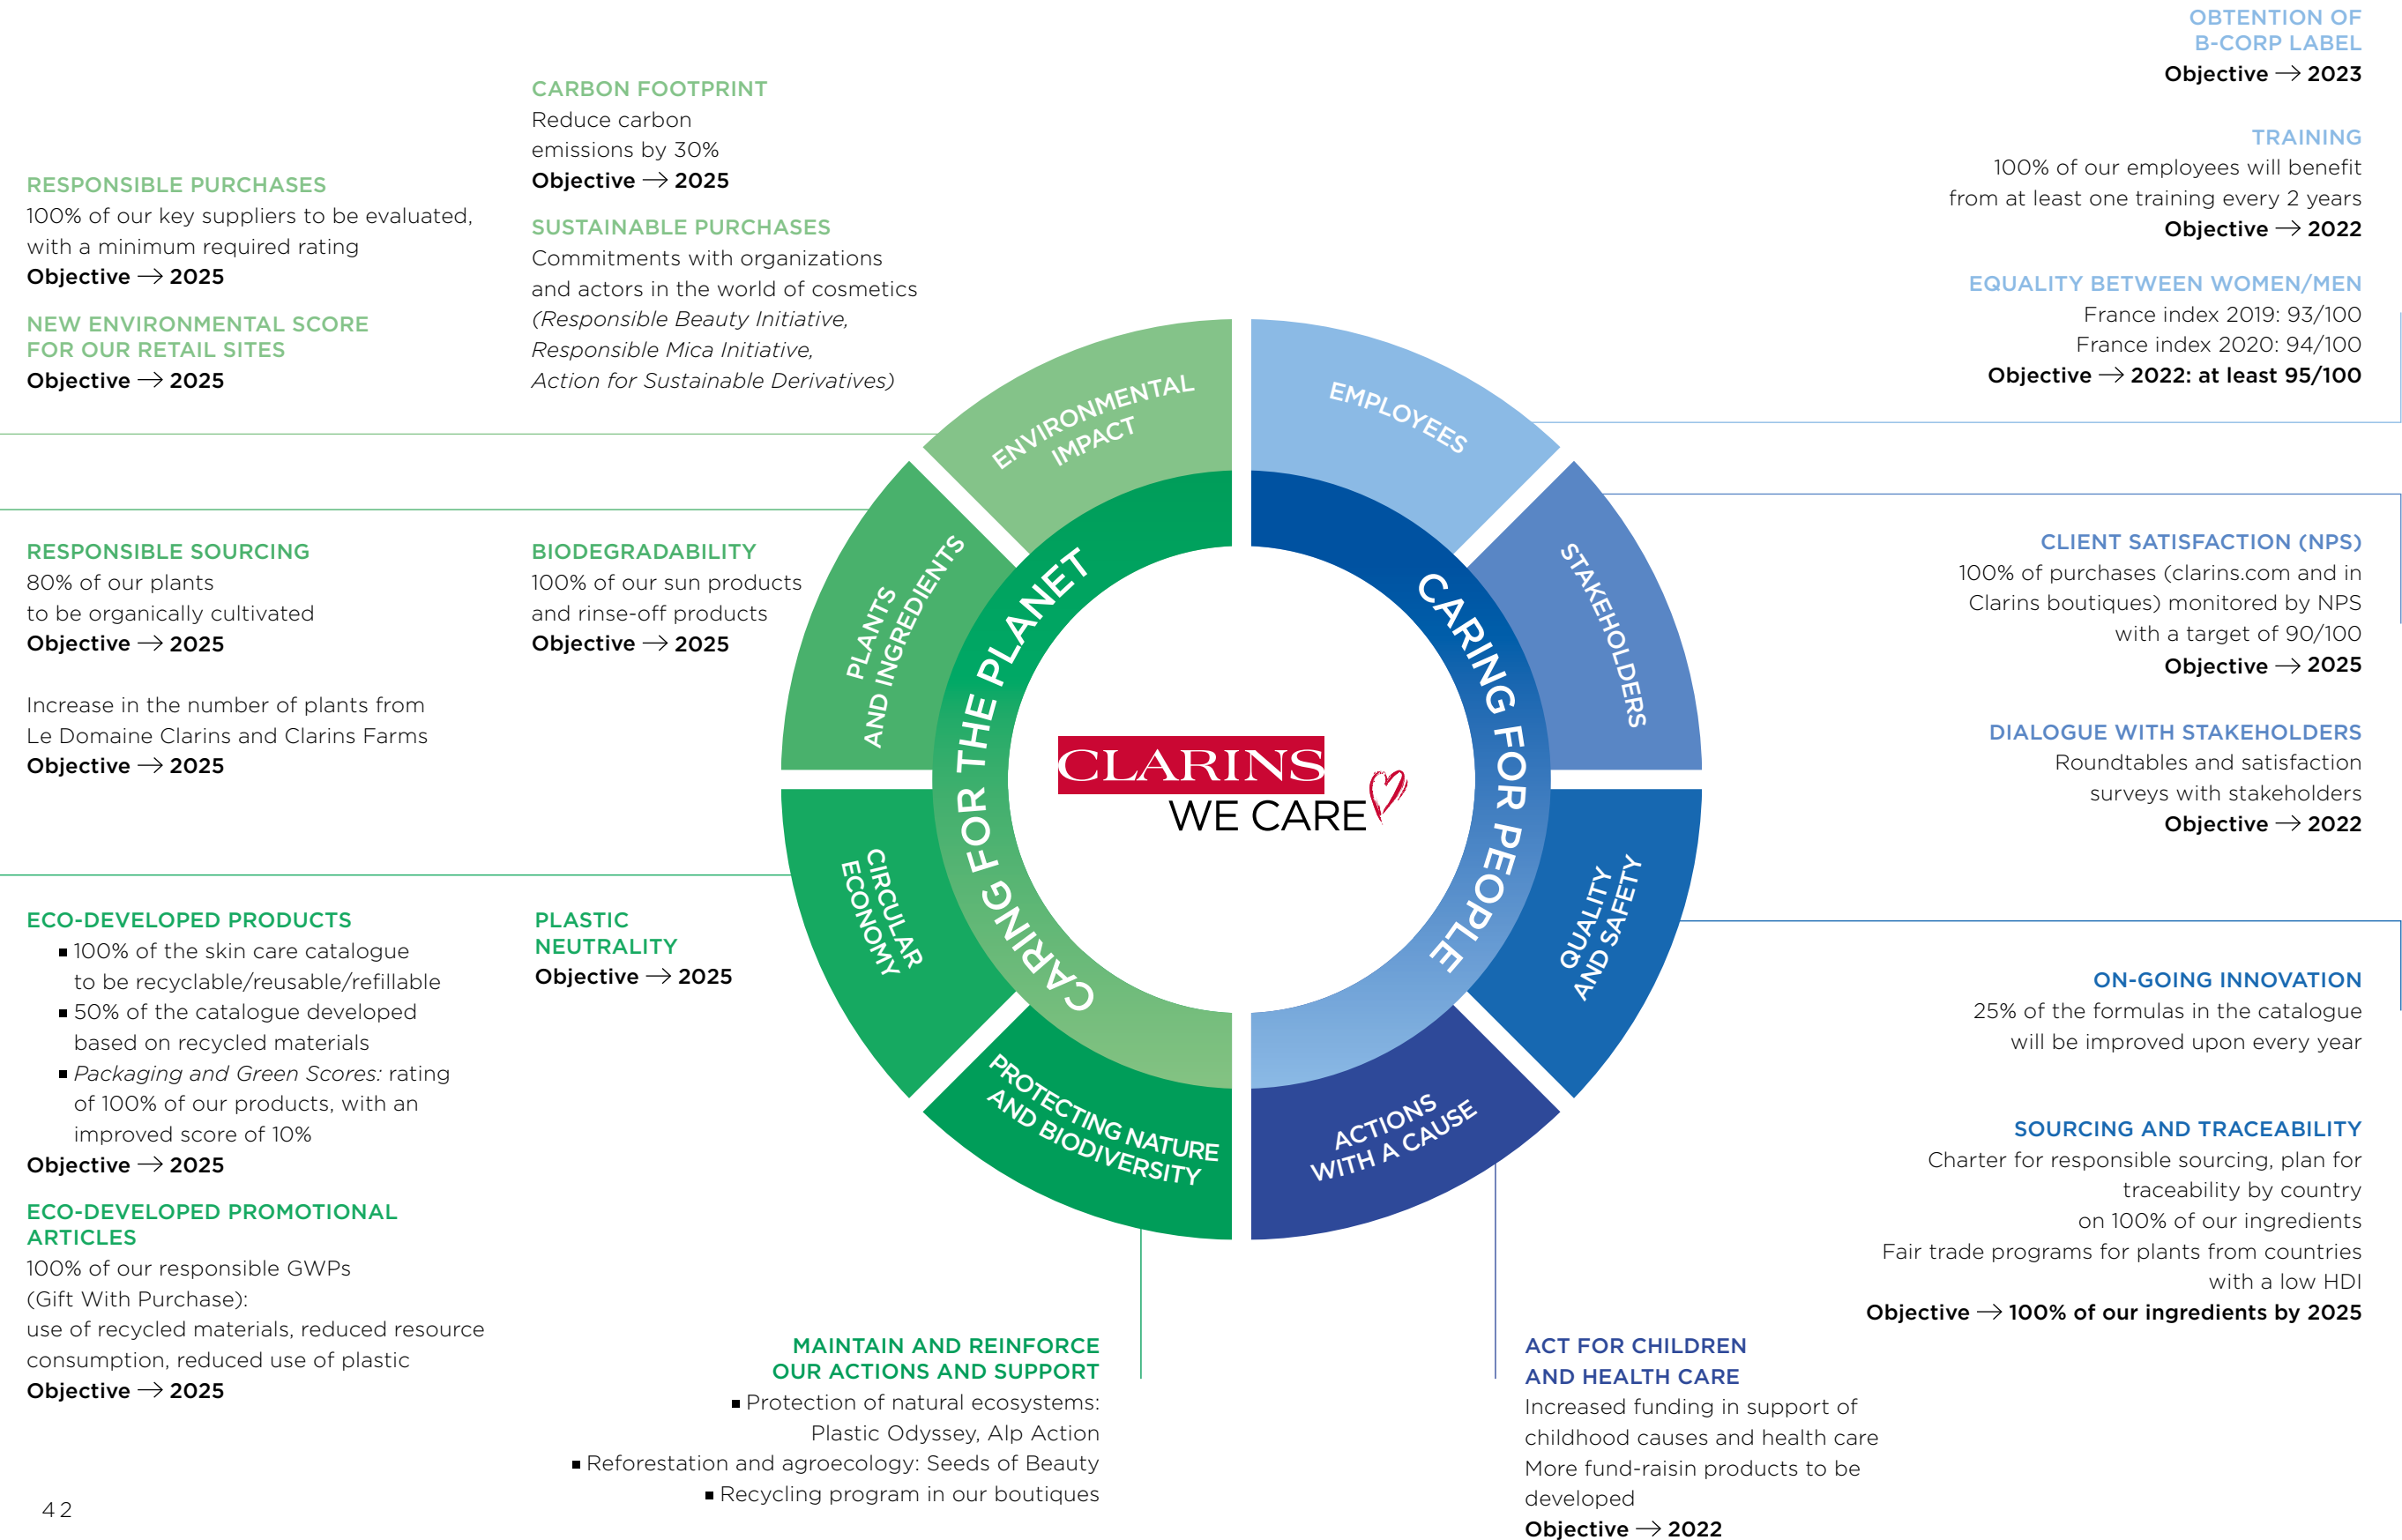 RESPONSIBLE PURCHASES
100% of our key suppliers to be evaluated,
with a minimum required rating
Objective → 2025
NEW ENVIRONMENTAL SCORE
FOR OUR RETAIL SITES
Objective → 2025
CARBON FOOTPRINT
Reduce carbon
emissions by 30%
Objective → 2025
SUSTAINABLE PURCHASES
Commitments with organizations
and actors in the world of cosmetics
(Responsible Beauty Initiative,
Responsible Mica Initiative,
Action for Sustainable Derivatives)
RESPONSIBLE SOURCING
80% of our plants
to be organically cultivated
Objective → 2025
Increase in the number of plants from
Le Domaine Clarins and Clarins Farms
Objective → 2025
BIODEGRADABILITY
100% of our sun products
and rinse-off products
Objective → 2025
ECO-DEVELOPED PRODUCTS
■ 100% of the skin care catalogue
to be recyclable/reusable/refillable
■ 50% of the catalogue developed
based on recycled materials
■ Packaging and Green Scores: rating
of 100% of our products, with an
improved score of 10%
Objective → 2025
ECO-DEVELOPED PROMOTIONAL
ARTICLES
100% of our responsible GWPs
(Gift With Purchase):
use of recycled materials, reduced resource
consumption, reduced use of plastic
Objective → 2025
PLASTIC
NEUTRALITY
Objective → 2025
MAINTAIN AND REINFORCE
OUR ACTIONS AND SUPPORT
■ Protection of natural ecosystems:
Plastic Odyssey, Alp Action
■ Reforestation and agroecology: Seeds of Beauty
■ Recycling program in our boutiques
ENVIRONMENTAL
IMPACT
PLANTS
AND INGREDIENTS
CIRCULAR
ECONOMY
PROTECTING NATURE
AND BIODIVERSITY
CARING FOR THE PLANET
CLARINS
WE CARE
CARING FOR PEOPLE
EMPLOYEES
STAKEHOLDERS
QUALITY
AND SAFETY
ACTIONS
WITH A CAUSE
OBTENTION OF
B-CORP LABEL
Objective → 2023
TRAINING
100% of our employees will benefit
from at least one training every 2 years
Objective → 2022
EQUALITY BETWEEN WOMEN/MEN
France index 2019: 93/100
France index 2020: 94/100
Objective → 2022: at least 95/100
CLIENT SATISFACTION (NPS)
100% of purchases (clarins.com and in
Clarins boutiques) monitored by NPS
with a target of 90/100
Objective → 2025
DIALOGUE WITH STAKEHOLDERS
Roundtables and satisfaction
surveys with stakeholders
Objective → 2022
ON-GOING INNOVATION
25% of the formulas in the catalogue
will be improved upon every year
SOURCING AND TRACEABILITY
Charter for responsible sourcing, plan for
traceability by country
on 100% of our ingredients
Fair trade programs for plants from countries
with a low HDI
Objective → 100% of our ingredients by 2025
ACT FOR CHILDREN
AND HEALTH CARE
Increased funding in support of
childhood causes and health care
More fund-raisin products to be
developed
Objective → 2022
42